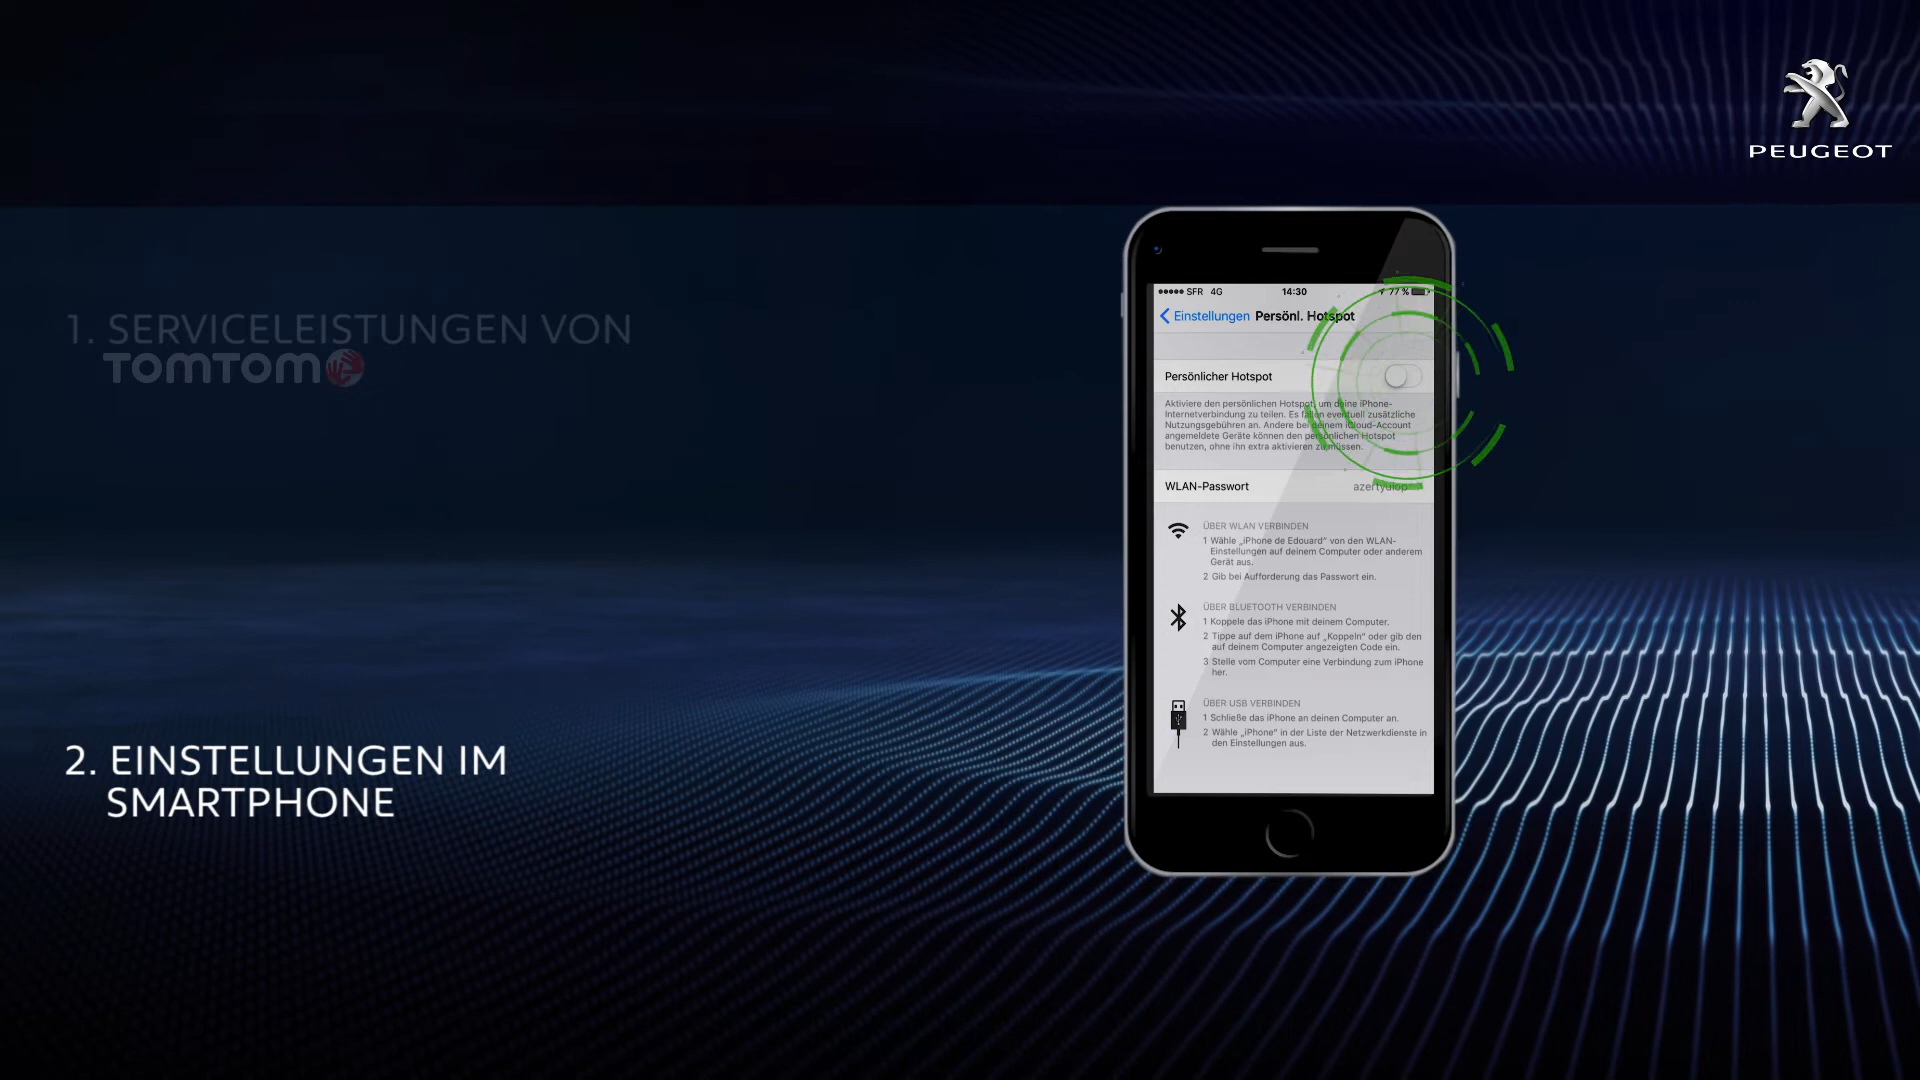 PEUGEOT
1. SERVICELEISTUNGEN VON
TOMTOM
2. EINSTELLUNGEN IM
SMARTPHONE
SFR 4G 14:30 77 %
Einstellungen Persönl. Hotspot
Persönlicher Hotspot
Aktiviere den persönlichen Hotspot, um deine iPhone-
Internetverbindung zu teilen. Es fallen eventuell zusätzliche
Nutzungsgebühren an. Andere bei deinem iCloud-Account
angemeldete Geräte können den persönlichen Hotspot
benutzen, ohne ihn extra aktivieren zu müssen.
WLAN-Passwort azertyuiop
ÜBER WLAN VERBINDEN
1 Wähle „iPhone de Edouard“ von den WLAN-
Einstellungen auf deinem Computer oder anderem
Gerät aus.
2 Gib bei Aufforderung das Passwort ein.
ÜBER BLUETOOTH VERBINDEN
1 Koppele das iPhone mit deinem Computer.
2 Tippe auf dem iPhone auf „Koppeln“ oder gib den
auf deinem Computer angezeigten Code ein.
3 Stelle vom Computer eine Verbindung zum iPhone
her.
ÜBER USB VERBINDEN
1 Schließe das iPhone an deinen Computer an.
2 Wähle „iPhone“ in der Liste der Netzwerkdienste in
den Einstellungen aus.